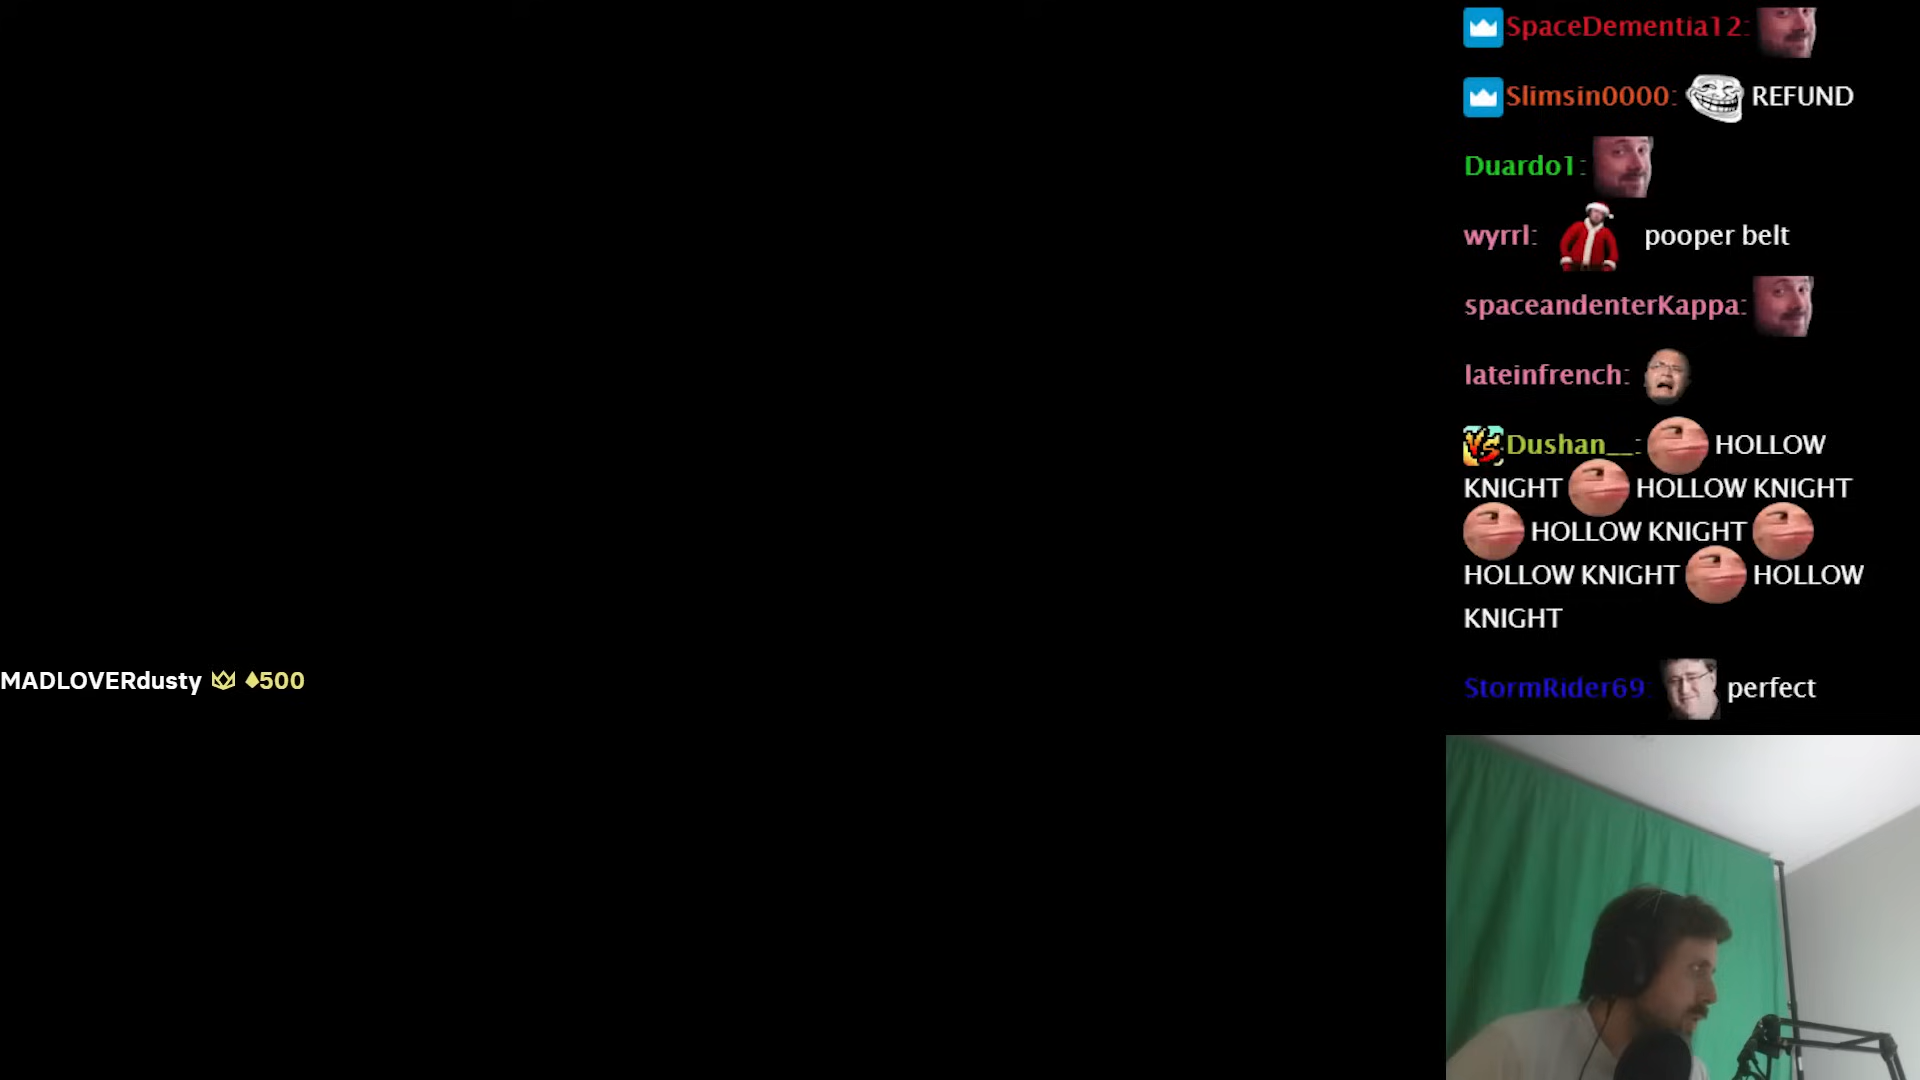 SpaceDementia12:
Slimsin0000: REFUND
Duardo1:
wyrrl: pooper belt
spaceandenterKappa:
lateinfrench:
VS Dushan__: HOLLOW
KNIGHT HOLLOW KNIGHT
HOLLOW KNIGHT
HOLLOW KNIGHT HOLLOW
KNIGHT
MADLOVERdusty 500
StormRider69: perfect